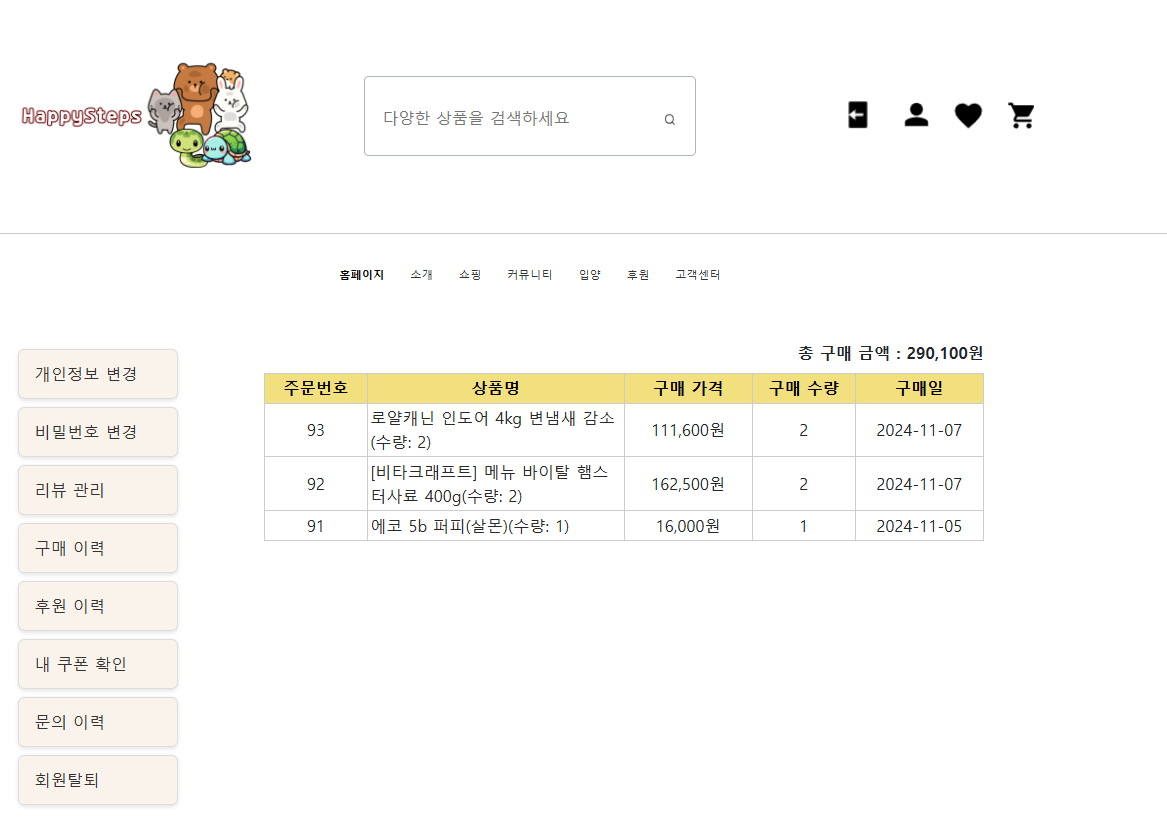 HappySteps
다양한 상품을 검색하세요
홈페이지 소개 쇼핑 커뮤니티 입양 후원 고객센터
개인정보 변경
비밀번호 변경
리뷰 관리
구매 이력
후원 이력
내 쿠폰 확인
문의 이력
회원탈퇴
총 구매 금액 : 290,100원
주문번호 상품명 구매 가격 구매 수량 구매일
93 로얄캐닌 인도어 4kg 변냄새 감소 111,600원 2 2024-11-07
(수량: 2)
92 [비타크래프트] 메뉴 바이탈 햄스 162,500원 2 2024-11-07
터사료 400g(수량: 2)
91 에코 5b 퍼피(살몬)(수량: 1) 16,000원 1 2024-11-05